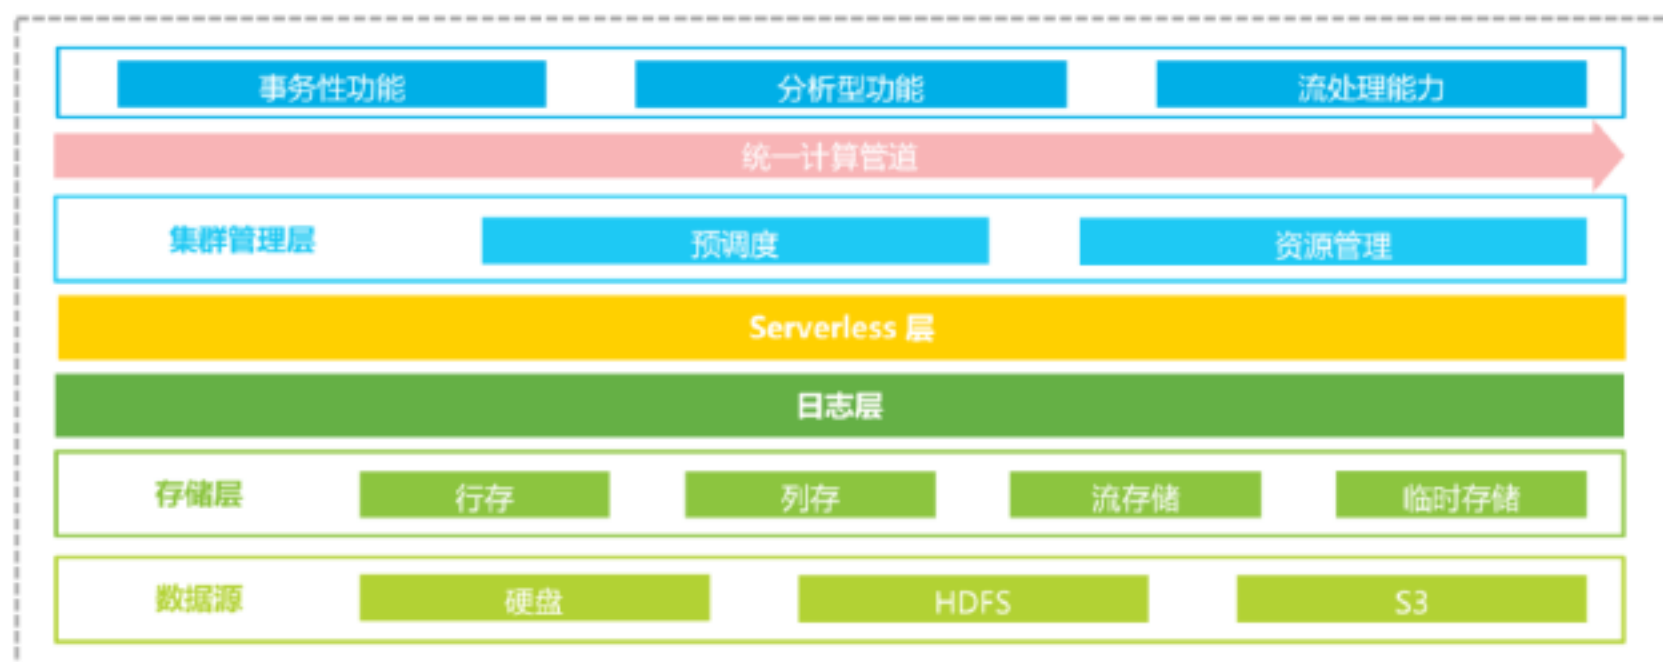 事务性功能 分析型功能 流处理能力
统一计算管道
集群管理层 预调度 资源管理
Serverless 层
日志层
存储层 行存 列存 流存储 临时存储
数据源 硬盘 HDFS S3